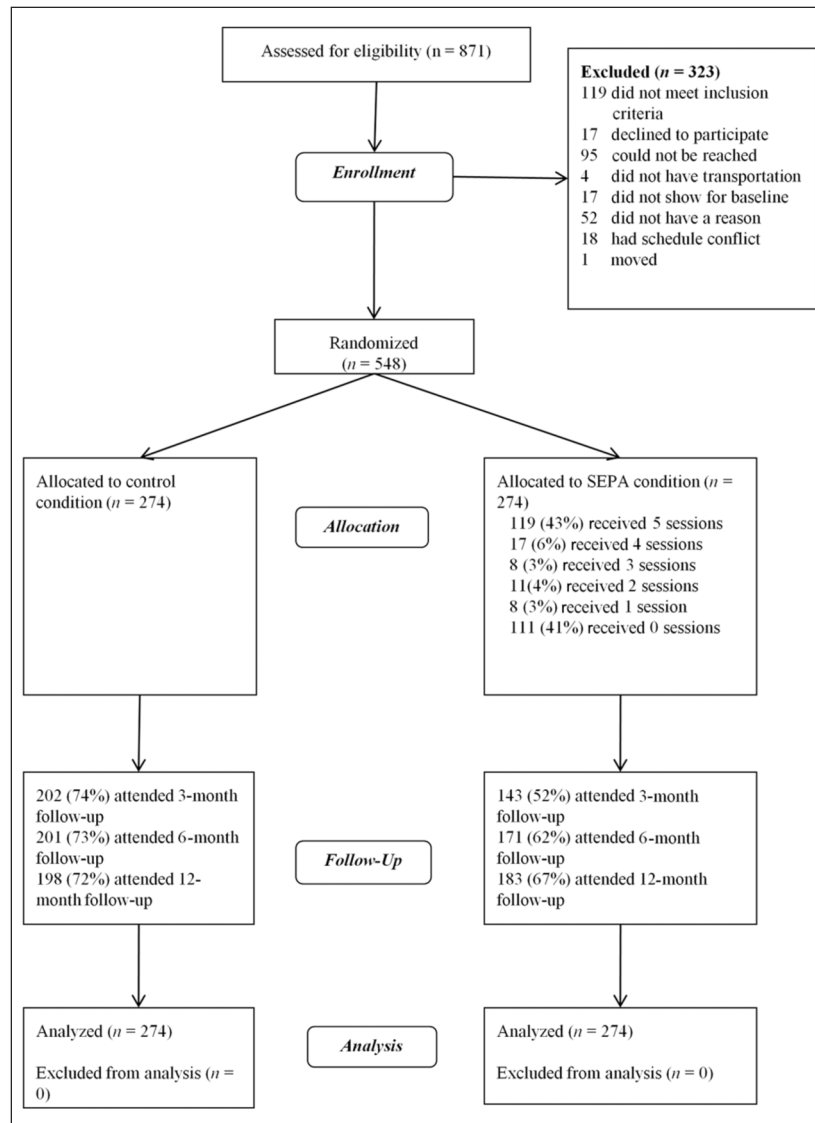 Assessed for eligibility (n = 871)
Excluded (n = 323)
119 did not meet inclusion
criteria
17 declined to participate
95 could not be reached
4 did not have transportation
17 did not show for baseline
52 did not have a reason
18 had schedule conflict
1 moved
Enrollment
Randomized
(n = 548)
Allocated to control
condition (n = 274)
Allocation
Allocated to SEPA condition (n =
274)
119 (43%) received 5 sessions
17 (6%) received 4 sessions
8 (3%) received 3 sessions
11(4%) received 2 sessions
8 (3%) received 1 session
111 (41%) received 0 sessions
202 (74%) attended 3-month
follow-up
201 (73%) attended 6-month
follow-up
198 (72%) attended 12-
month follow-up
Follow-Up
143 (52%) attended 3-month
follow-up
171 (62%) attended 6-month
follow-up
183 (67%) attended 12-month
follow-up
Analyzed (n = 274)
Excluded from analysis (n =
0)
Analysis
Analyzed (n = 274)
Excluded from analysis (n = 0)